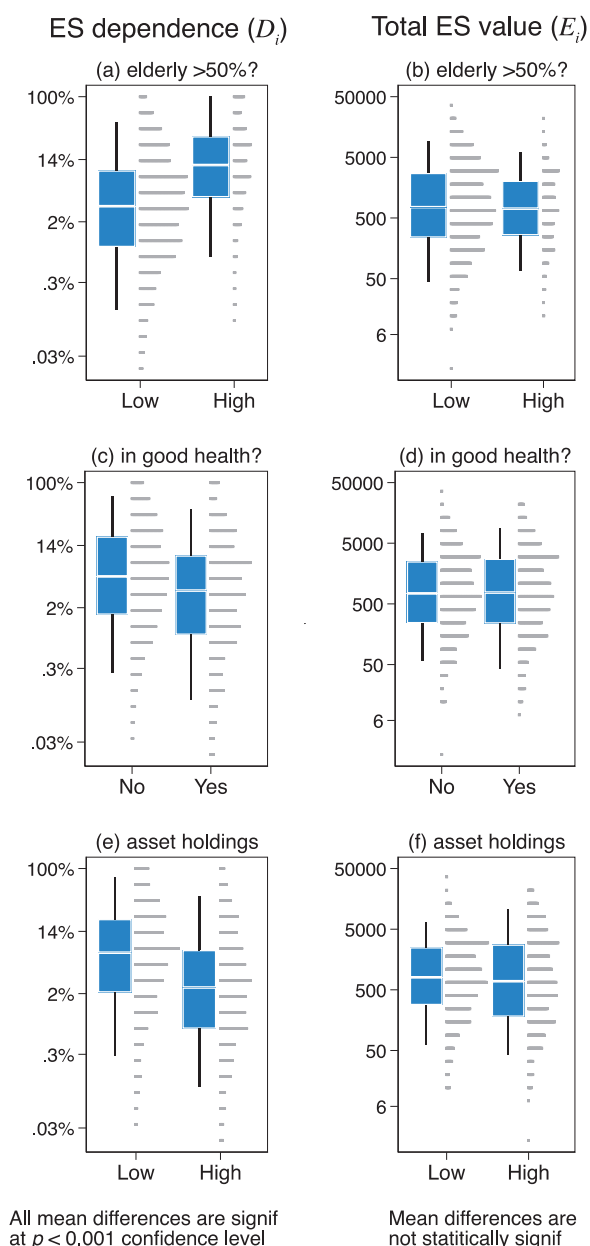 ES dependence (Di)
Total ES value (Ei)
(a) elderly >50%?
100%
14%
2%
.3%
.03%
Low High
(b) elderly >50%?
50000
5000
500
50
6
Low High
(c) in good health?
100%
14%
2%
.3%
.03%
No Yes
(d) in good health?
50000
5000
500
50
6
No Yes
(e) asset holdings
100%
14%
2%
.3%
.03%
Low High
(f) asset holdings
50000
5000
500
50
6
Low High
All mean differences are signif
at p < 0,001 confidence level
Mean differences are
not statitically signif